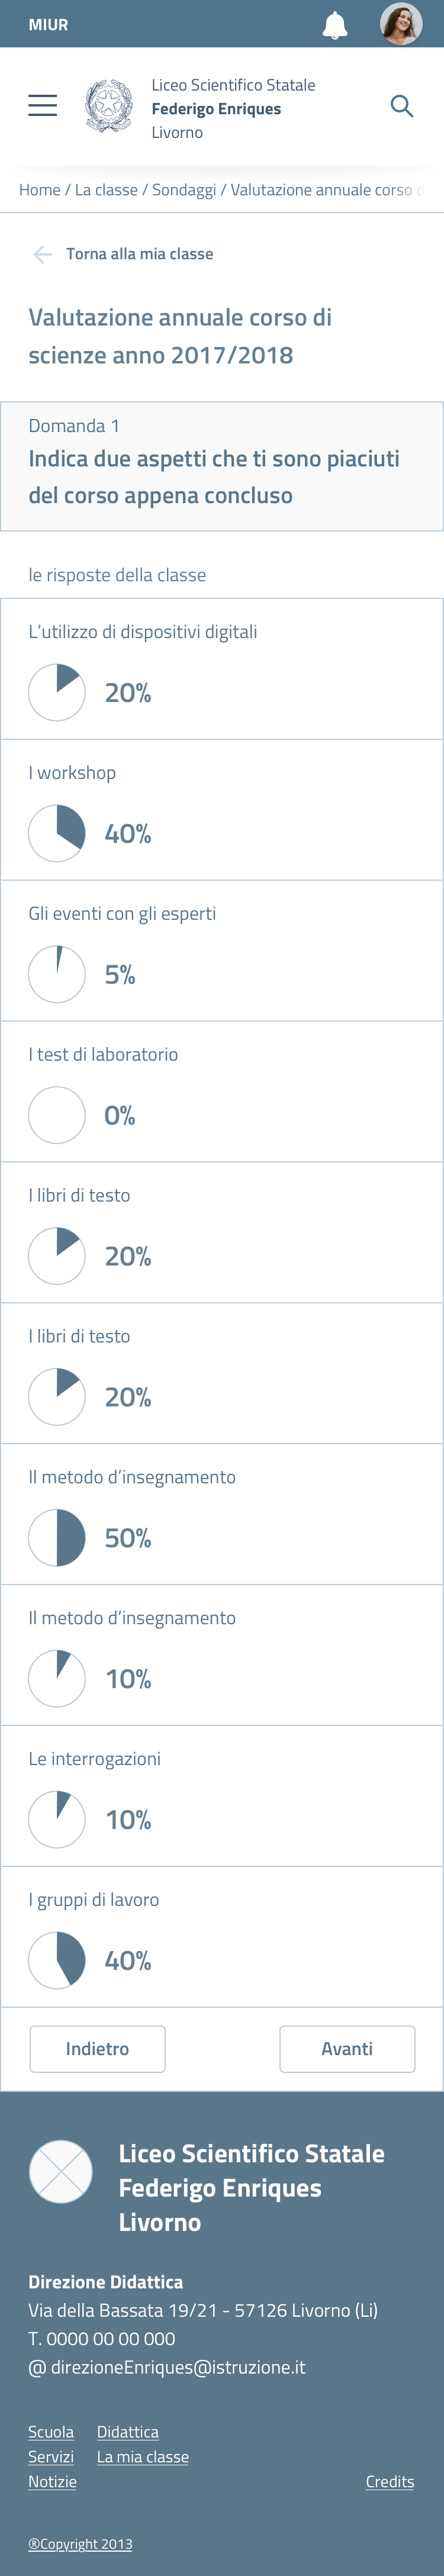 MIUR
Liceo Scientifico Statale
Federigo Enriques
Livorno
Home / La classe / Sondaggi / Valutazione annuale corso d
Torna alla mia classe
Valutazione annuale corso di
scienze anno 2017/2018
Domanda 1
Indica due aspetti che ti sono piaciuti
del corso appena concluso
le risposte della classe
L’utilizzo di dispositivi digitali
20%
I workshop
40%
Gli eventi con gli esperti
5%
I test di laboratorio
0%
I libri di testo
20%
I libri di testo
20%
Il metodo d’insegnamento
50%
Il metodo d’insegnamento
10%
Le interrogazioni
10%
I gruppi di lavoro
40%
Indietro
Avanti
Liceo Scientifico Statale
Federigo Enriques
Livorno
Direzione Didattica
Via della Bassata 19/21 - 57126 Livorno (Li)
T. 0000 00 00 000
@ direzioneEnriques@istruzione.it
Scuola Didattica
Servizi La mia classe
Notizie Credits
®Copyright 2013